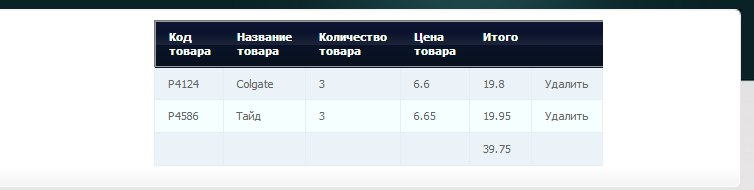 Код товара Название товара Количество товара Цена товара Итого
P4124 Colgate 3 6.6 19.8 Удалить
P4586 Тайд 3 6.65 19.95 Удалить
39.75